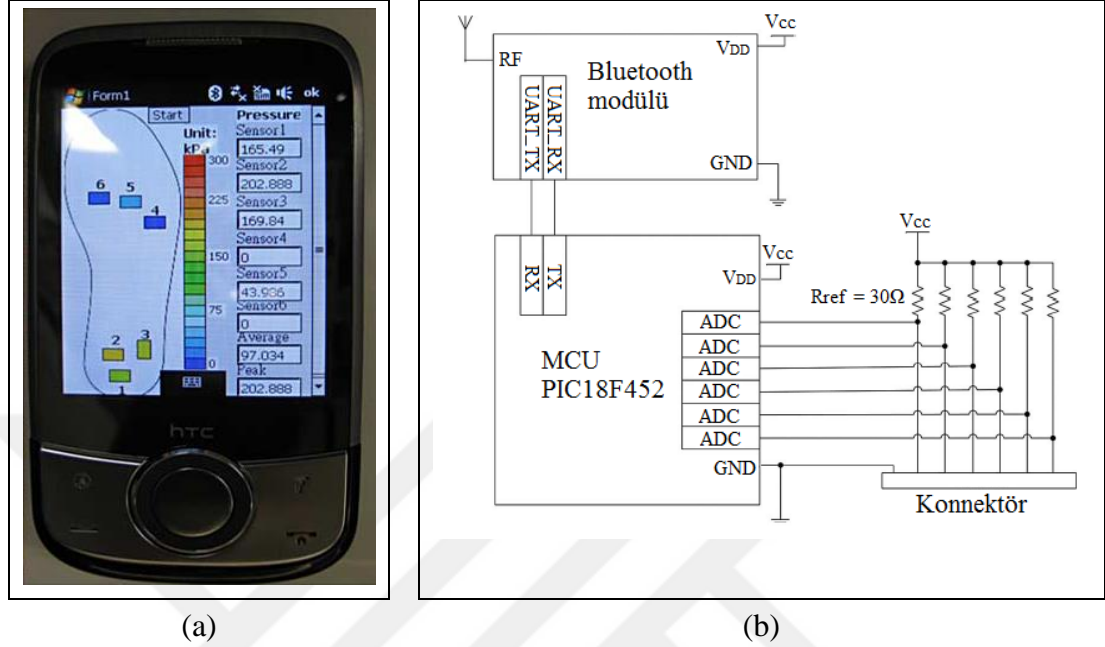 Form1
ok
Start
Pressure
Unit:
kPa
300
225
150
75
0
Sensor1
165.49
Sensor2
202.888
Sensor3
169.84
Sensor4
0
Sensor5
43.936
Sensor6
0
Average
97.034
Peak
202.888
6
5
4
2
3
1
hTC
(a)
Vcc
VDD
RF
Bluetooth
modülü
UART_TX
UART_RX
GND
Vcc
Vcc
VDD
RX
TX
Rref = 30Ω
ADC
ADC
ADC
ADC
ADC
ADC
MCU
PIC18F452
GND
Konnektör
(b)